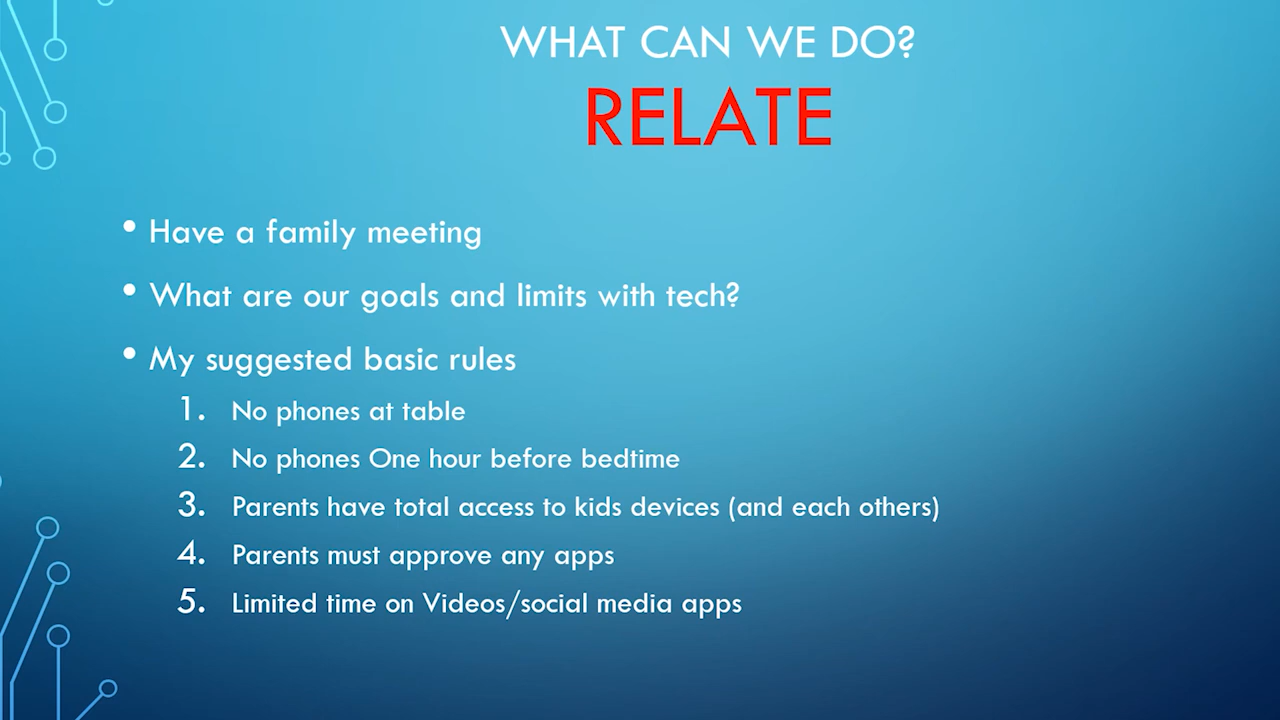 WHAT CAN WE DO?
RELATE
• Have a family meeting
• What are our goals and limits with tech?
• My suggested basic rules
1. No phones at table
2. No phones One hour before bedtime
3. Parents have total access to kids devices (and each others)
4. Parents must approve any apps
5. Limited time on Videos/social media apps